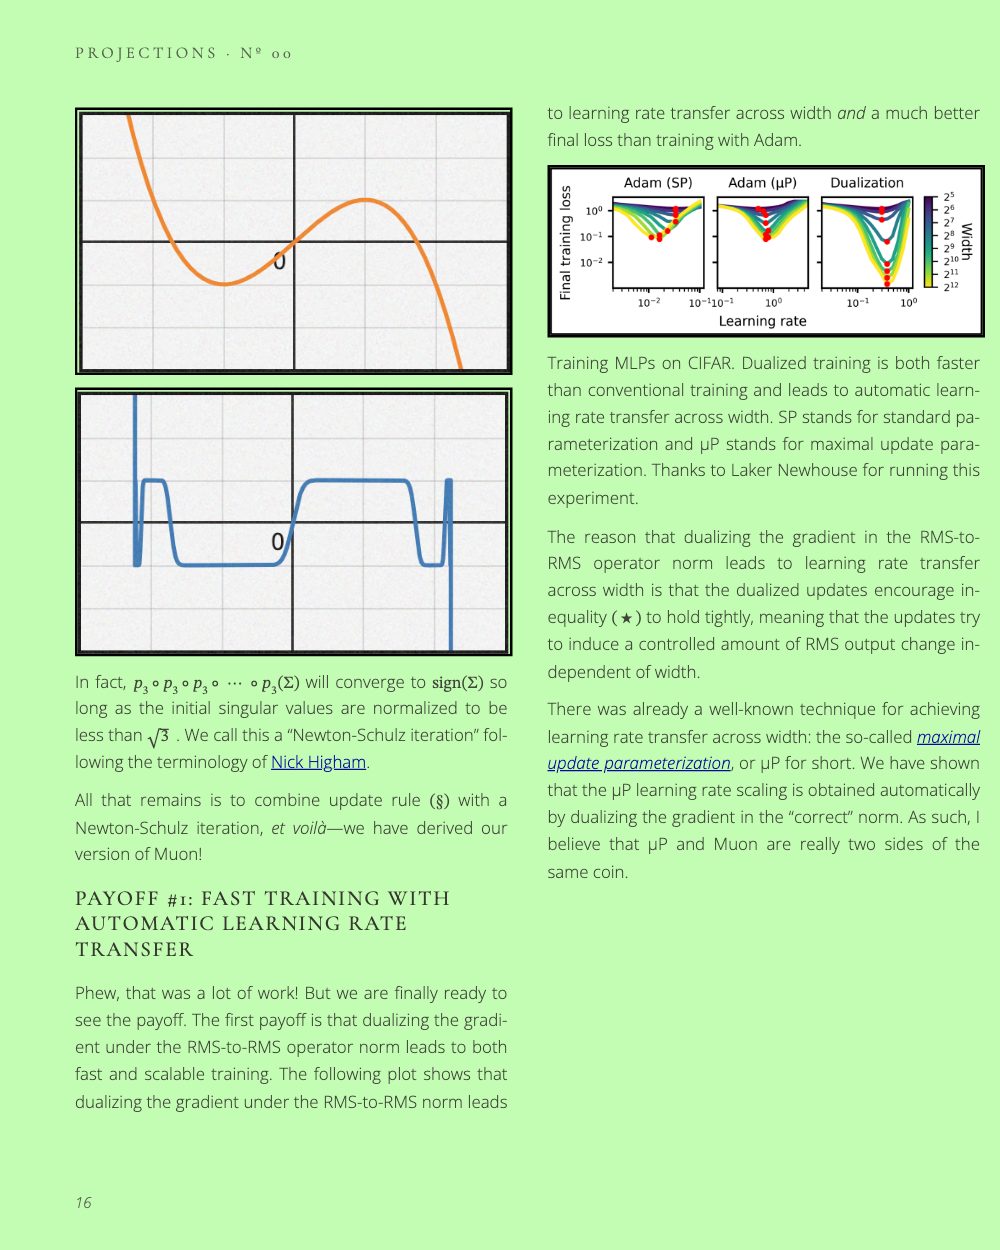 PROJECTIONS · Nº 00
0
0
In fact, p₃ ∘ p₃ ∘ p₃ ∘ ⋯ ∘ p₃(Σ) will converge to sign(Σ) so
long as the initial singular values are normalized to be
less than √3 . We call this a “Newton-Schulz iteration” fol-
lowing the terminology of Nick Higham.
All that remains is to combine update rule (§) with a
Newton-Schulz iteration, et voilà—we have derived our
version of Muon!
PAYOFF #1: FAST TRAINING WITH
AUTOMATIC LEARNING RATE
TRANSFER
Phew, that was a lot of work! But we are finally ready to
see the payoff. The first payoff is that dualizing the gradi-
ent under the RMS-to-RMS operator norm leads to both
fast and scalable training. The following plot shows that
dualizing the gradient under the RMS-to-RMS norm leads
to learning rate transfer across width and a much better
final loss than training with Adam.
Adam (SP) Adam (μP) Dualization
Final training loss
10⁰
10⁻¹
10⁻²
10⁻² 10⁻¹ 10⁻¹ 10⁰ 10⁻¹ 10⁰
Learning rate
2⁵
2⁶
2⁷
2⁸
2⁹
2¹⁰
2¹¹
2¹²
Width
Training MLPs on CIFAR. Dualized training is both faster
than conventional training and leads to automatic learn-
ing rate transfer across width. SP stands for standard pa-
rameterization and μP stands for maximal update para-
meterization. Thanks to Laker Newhouse for running this
experiment.
The reason that dualizing the gradient in the RMS-to-
RMS operator norm leads to learning rate transfer
across width is that the dualized updates encourage in-
equality (★) to hold tightly, meaning that the updates try
to induce a controlled amount of RMS output change in-
dependent of width.
There was already a well-known technique for achieving
learning rate transfer across width: the so-called maximal
update parameterization, or μP for short. We have shown
that the μP learning rate scaling is obtained automatically
by dualizing the gradient in the “correct” norm. As such, I
believe that μP and Muon are really two sides of the
same coin.
16